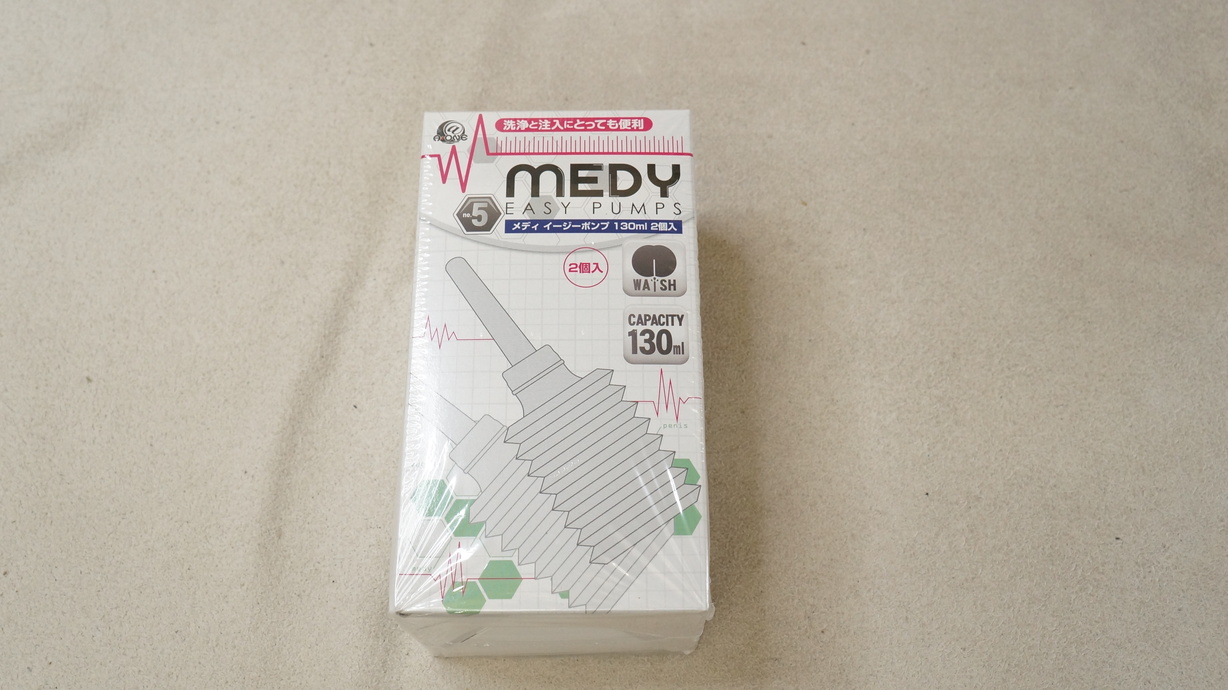 @
A-ONE
洗浄と注入にとっても便利
MEDY
no.5
EASY PUMPS
メディ イージーポンプ 130ml 2個入
2個入
WASH
CAPACITY
130ml
penis